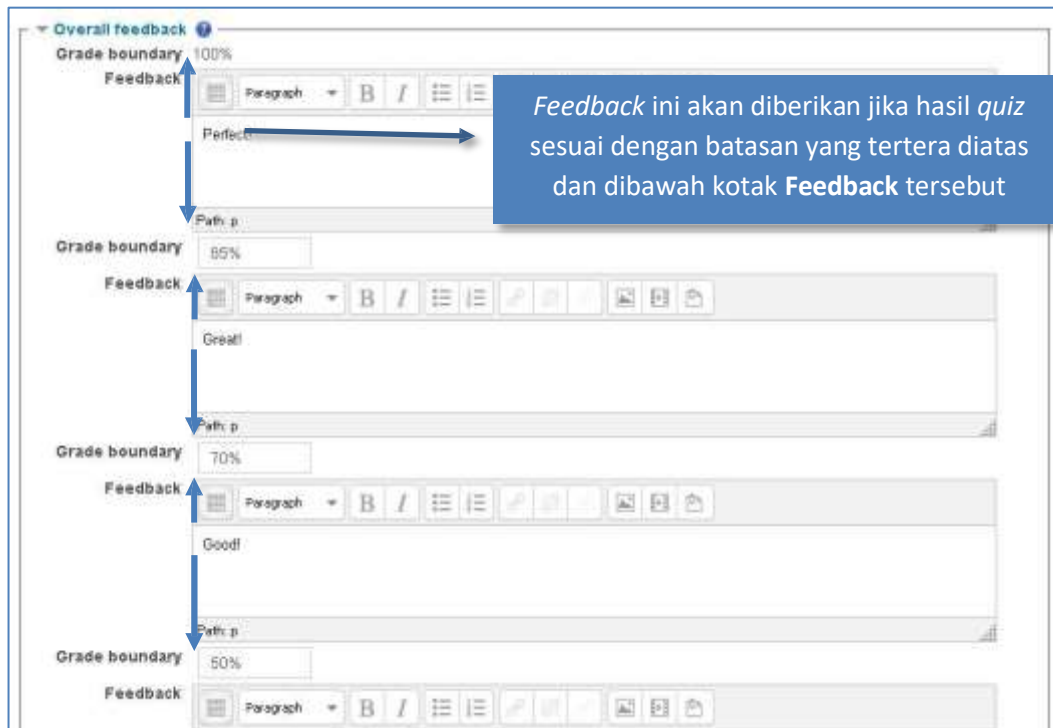 Overall feedback
Grade boundary 100%
Feedback
Paragraph B I
Feedback ini akan diberikan jika hasil quiz
sesuai dengan batasan yang tertera diatas
dan dibawah kotak Feedback tersebut
Perfect
Path: p
Grade boundary 85%
Feedback
Paragraph B I
Great!
Path: p
Grade boundary 70%
Feedback
Paragraph B I
Good!
Path: p
Grade boundary 50%
Feedback
Paragraph B I